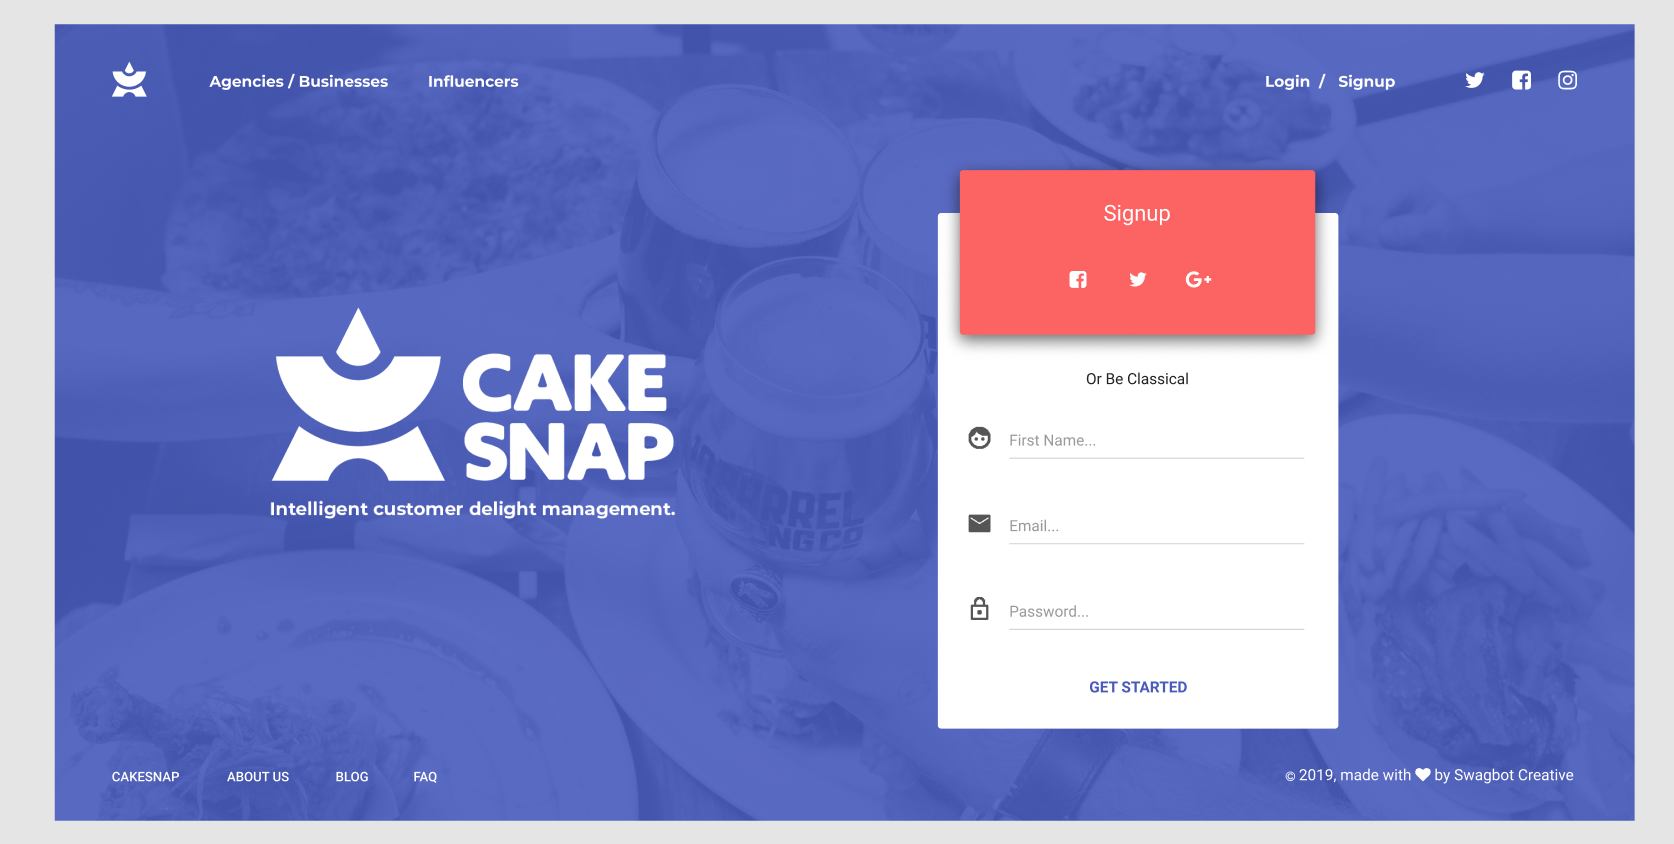 Agencies / Businesses
Influencers
Login / Signup
Signup
G+
CAKE
SNAP
Intelligent customer delight management.
Or Be Classical
First Name...
Email...
Password...
GET STARTED
CAKESNAP
ABOUT US
BLOG
FAQ
© 2019, made with ♥ by Swagbot Creative